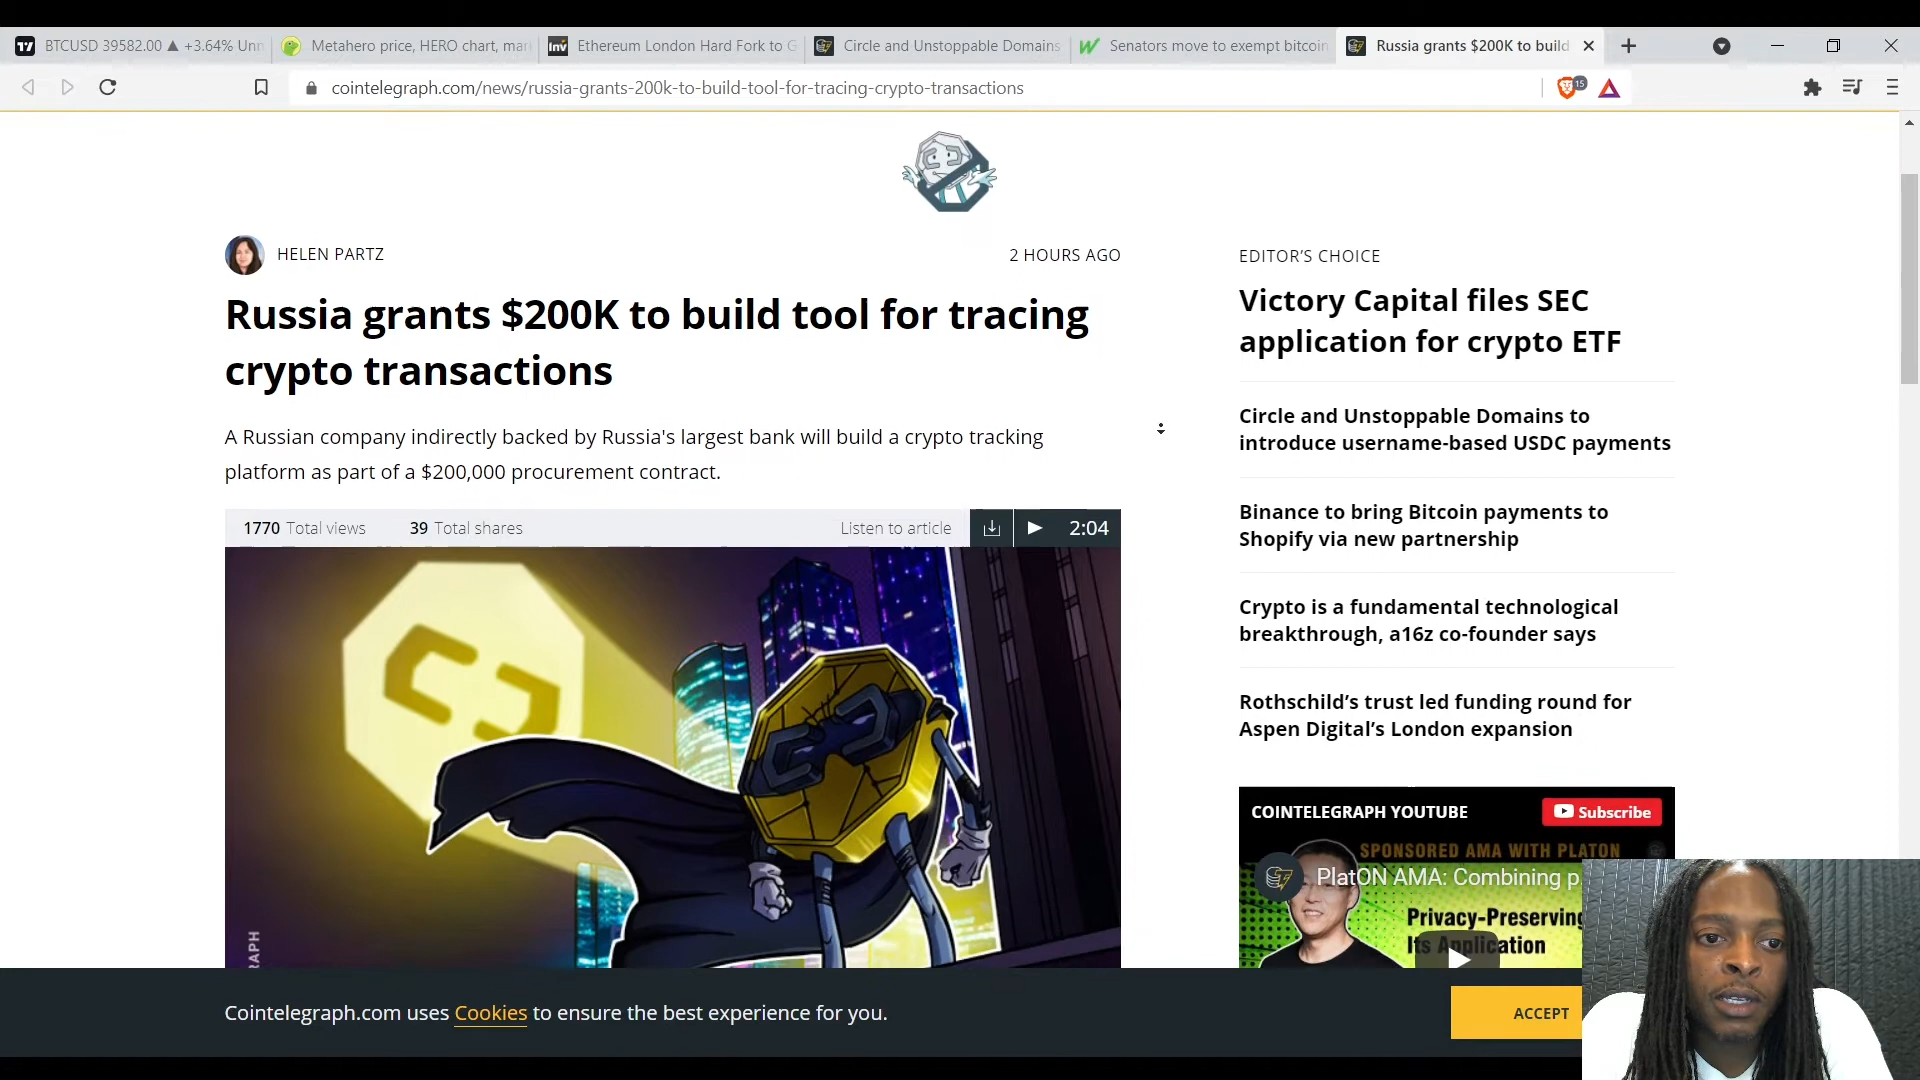 BTCUSD 39582.00 ▲ +3.64% Unn
Metahero price, HERO chart, mar
Ethereum London Hard Fork to G
Circle and Unstoppable Domains
Senators move to exempt bitcoin
Russia grants $200K to build
cointelegraph.com/news/russia-grants-200k-to-build-tool-for-tracing-crypto-transactions
15
HELEN PARTZ
2 HOURS AGO
Russia grants $200K to build tool for tracing
crypto transactions
A Russian company indirectly backed by Russia's largest bank will build a crypto tracking
platform as part of a $200,000 procurement contract.
1770 Total views
39 Total shares
Listen to article
2:04
EDITOR'S CHOICE
Victory Capital files SEC
application for crypto ETF
Circle and Unstoppable Domains to
introduce username-based USDC payments
Binance to bring Bitcoin payments to
Shopify via new partnership
Crypto is a fundamental technological
breakthrough, a16z co-founder says
Rothschild's trust led funding round for
Aspen Digital's London expansion
COINTELEGRAPH YOUTUBE
Subscribe
SPONSORED AMA WITH PLATON
PlatON AMA: Combining p
Privacy-Preserving
Its Application
Cointelegraph.com uses Cookies to ensure the best experience for you.
ACCEPT